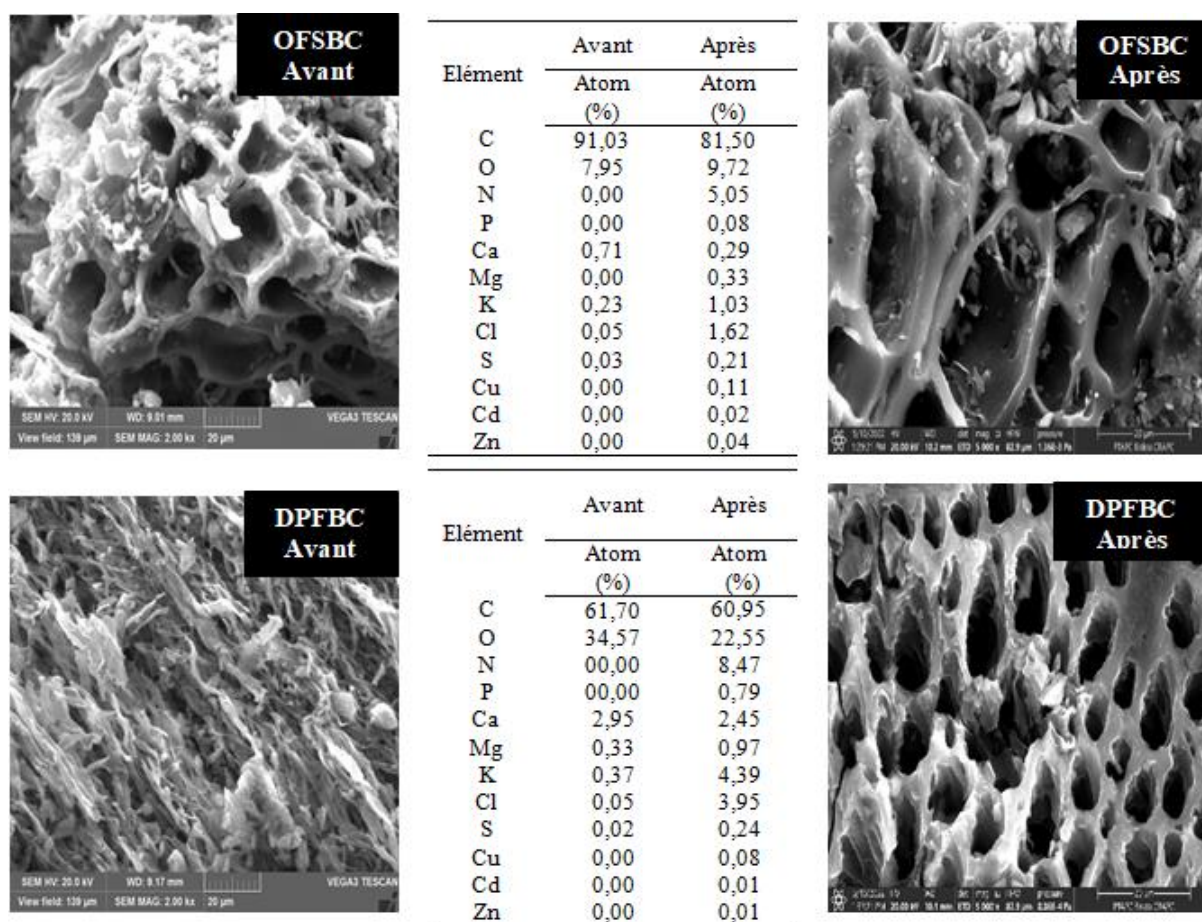 OFSBC
Avant
Elément Avant Après
Atom (%) Atom (%)
C 91,03 81,50
O 7,95 9,72
N 0,00 5,05
P 0,00 0,08
Ca 0,71 0,29
Mg 0,00 0,33
K 0,23 1,03
Cl 0,05 1,62
S 0,03 0,21
Cu 0,00 0,11
Cd 0,00 0,02
Zn 0,00 0,04
OFSBC
Après
SEM HV: 20.0 kV WD: 9.01 mm VEGA3 TESCAN
View field: 139 µm SEM MAG: 2.00 kx 20 µm
DPFBC
Avant
Elément Avant Après
Atom (%) Atom (%)
C 61,70 60,95
O 34,57 22,55
N 00,00 8,47
P 00,00 0,79
Ca 2,95 2,45
Mg 0,33 0,97
K 0,37 4,39
Cl 0,05 3,95
S 0,02 0,24
Cu 0,00 0,08
Cd 0,00 0,01
Zn 0,00 0,01
DPFBC
Après
SEM HV: 20.0 kV WD: 9.17 mm VEGA3 TESCAN
View field: 139 µm SEM MAG: 2.00 kx 20 µm